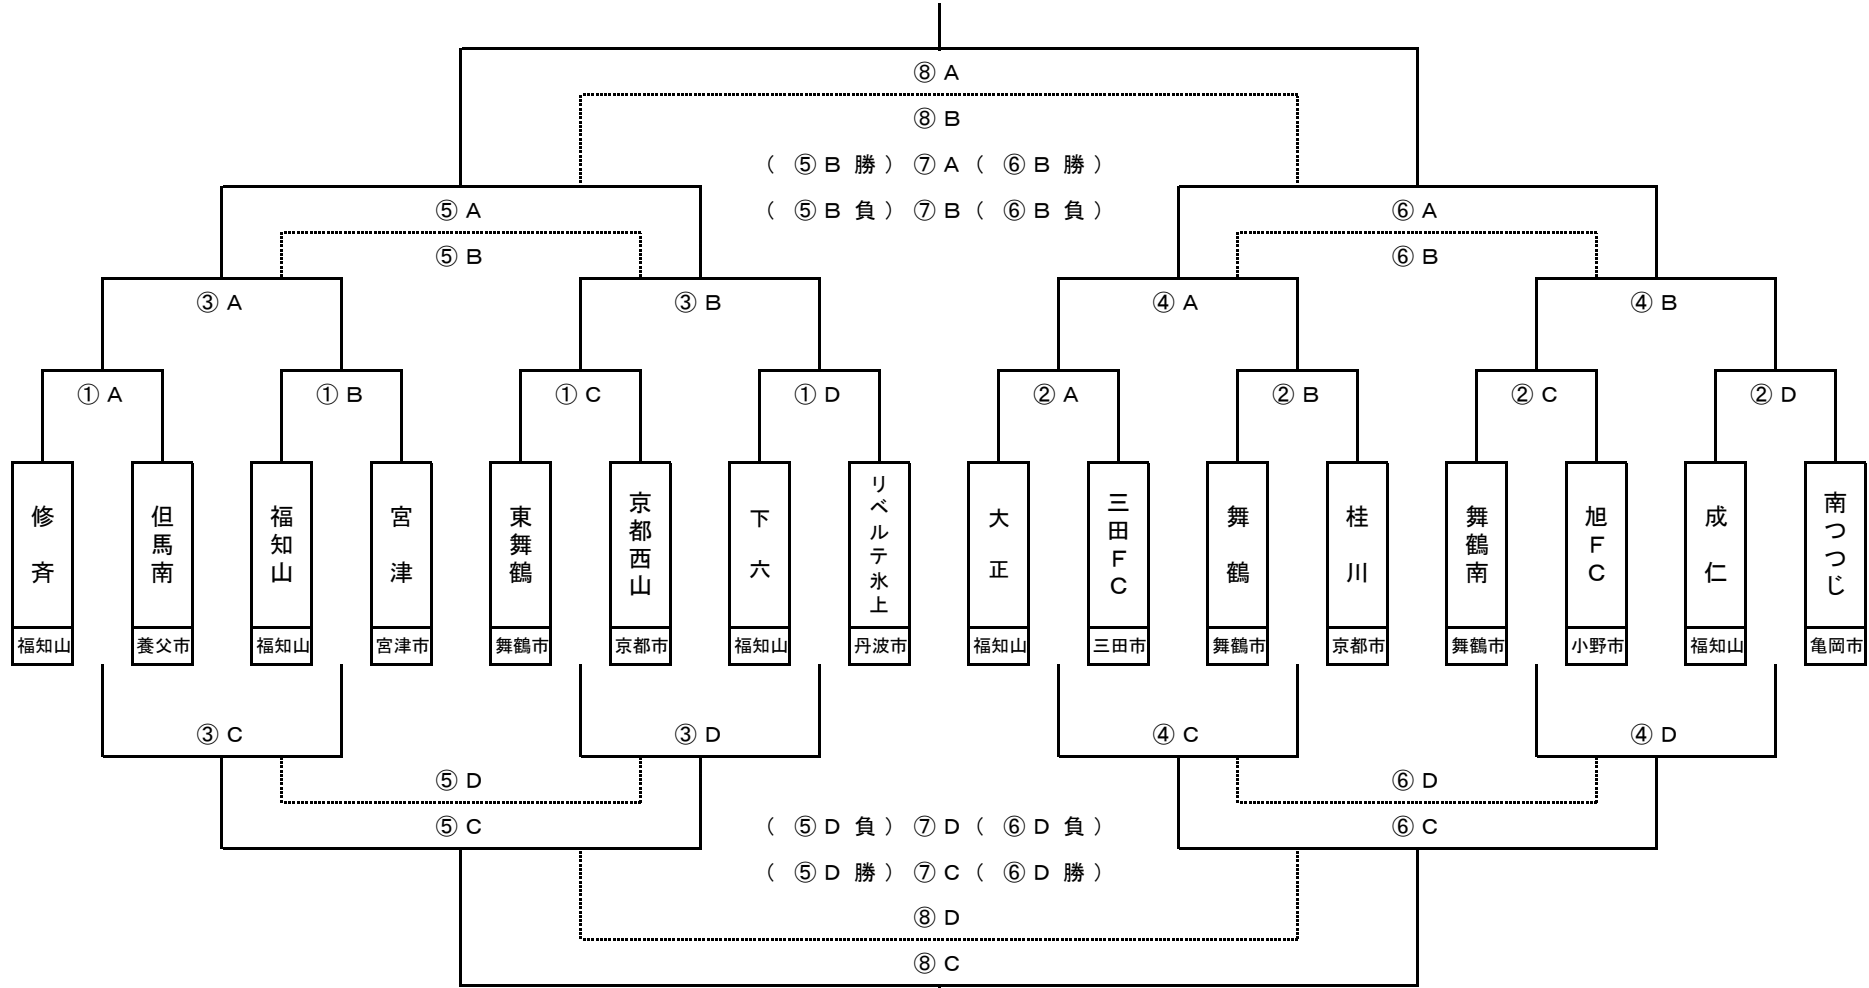 ⑧ A
⑧ B
( ⑤ B 勝 ) ⑦ A ( ⑥ B 勝 )
⑤ A
( ⑤ B 負 ) ⑦ B ( ⑥ B 負 )
⑥ A
⑤ B
⑥ B
③ A
③ B
④ A
④ B
① A
① B
① C
① D
② A
② B
② C
② D
修斉
但馬南
福知山
宮津
東舞鶴
京都西山
下六
リベルテ氷上
大正
三田FC
舞鶴
桂川
舞鶴南
旭FC
成仁
南つつじ
福知山
養父市
福知山
宮津市
舞鶴市
京都市
福知山
丹波市
福知山
三田市
舞鶴市
京都市
舞鶴市
小野市
福知山
亀岡市
③ C
③ D
④ C
④ D
⑤ D
⑥ D
⑤ C
( ⑤ D 負 ) ⑦ D ( ⑥ D 負 )
⑥ C
( ⑤ D 勝 ) ⑦ C ( ⑥ D 勝 )
⑧ D
⑧ C